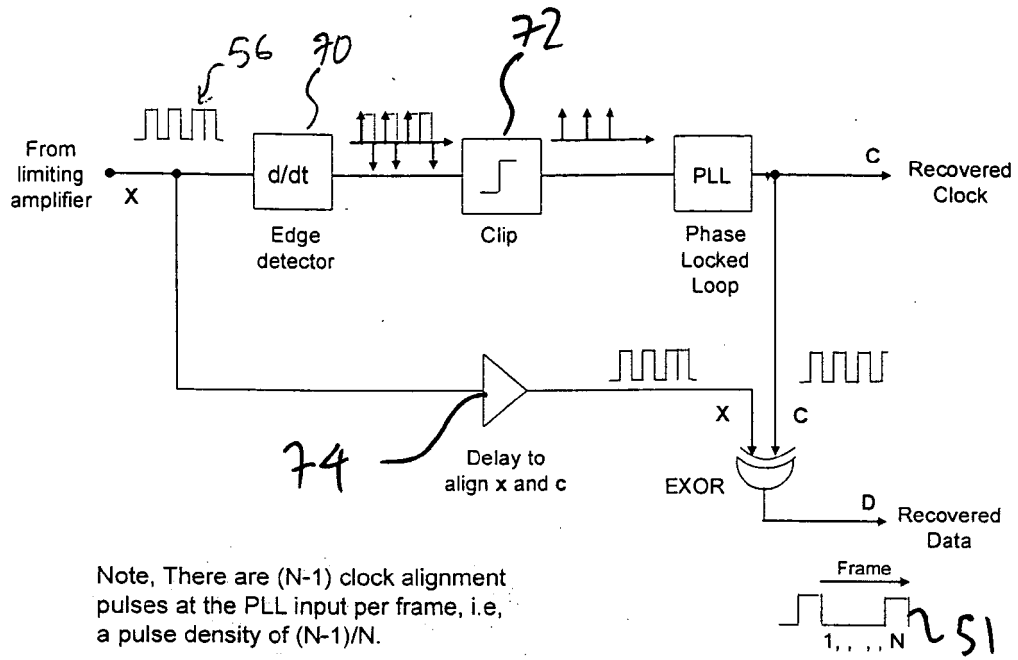 56
70
72
From
limiting
amplifier
X
d/dt
Edge
detector
Clip
PLL
Phase
Locked
Loop
C
Recovered
Clock
74
Delay to
align x and c
X
C
EXOR
D
Recovered
Data
Note, There are (N-1) clock alignment
pulses at the PLL input per frame, i.e,
a pulse density of (N-1)/N.
Frame
1, , , , N
51